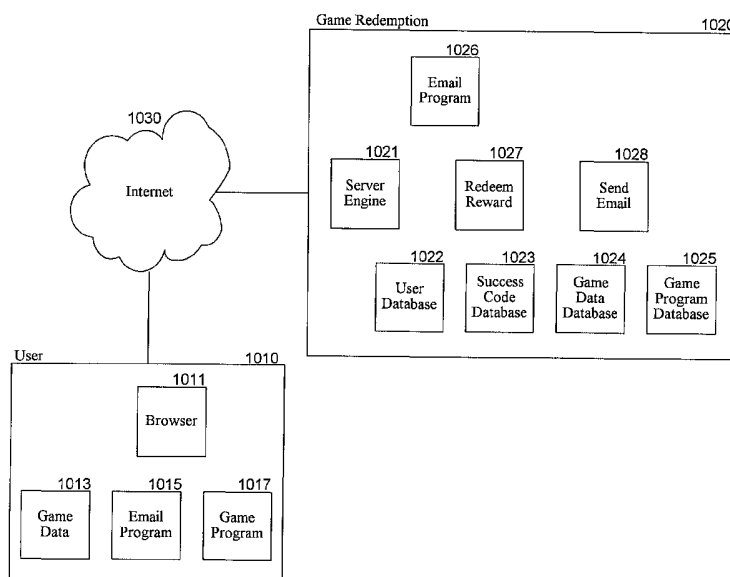 Game Redemption
1020
1026
Email
Program
1030
Internet
1021
Server
Engine
1027
Redeem
Reward
1028
Send
Email
1022
User
Database
1023
Success
Code
Database
1024
Game
Data
Database
1025
Game
Program
Database
User
1010
1011
Browser
1013
Game
Data
1015
Email
Program
1017
Game
Program